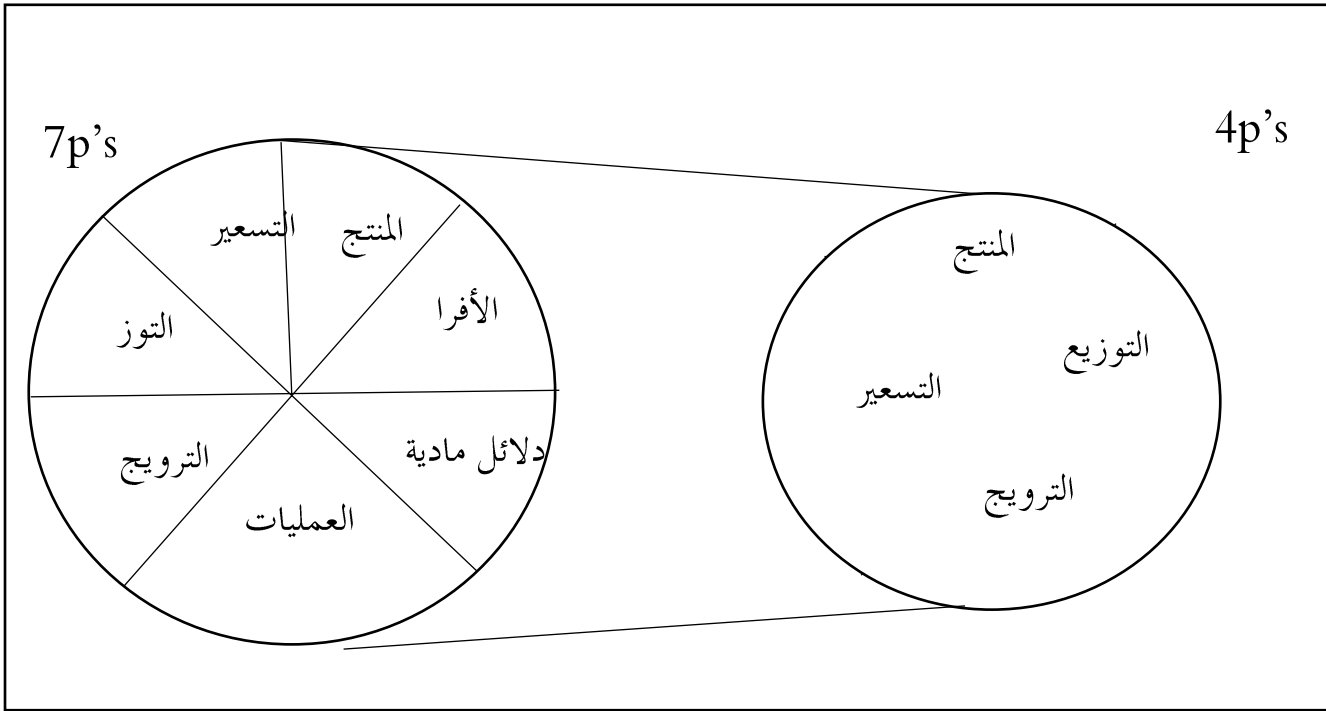 4p's
7p's
المنتج
التوزيع
التسعير
الترويج
المنتج
التسعير
الأفرا
التوز
دلائل مادية
الترويج
العمليات